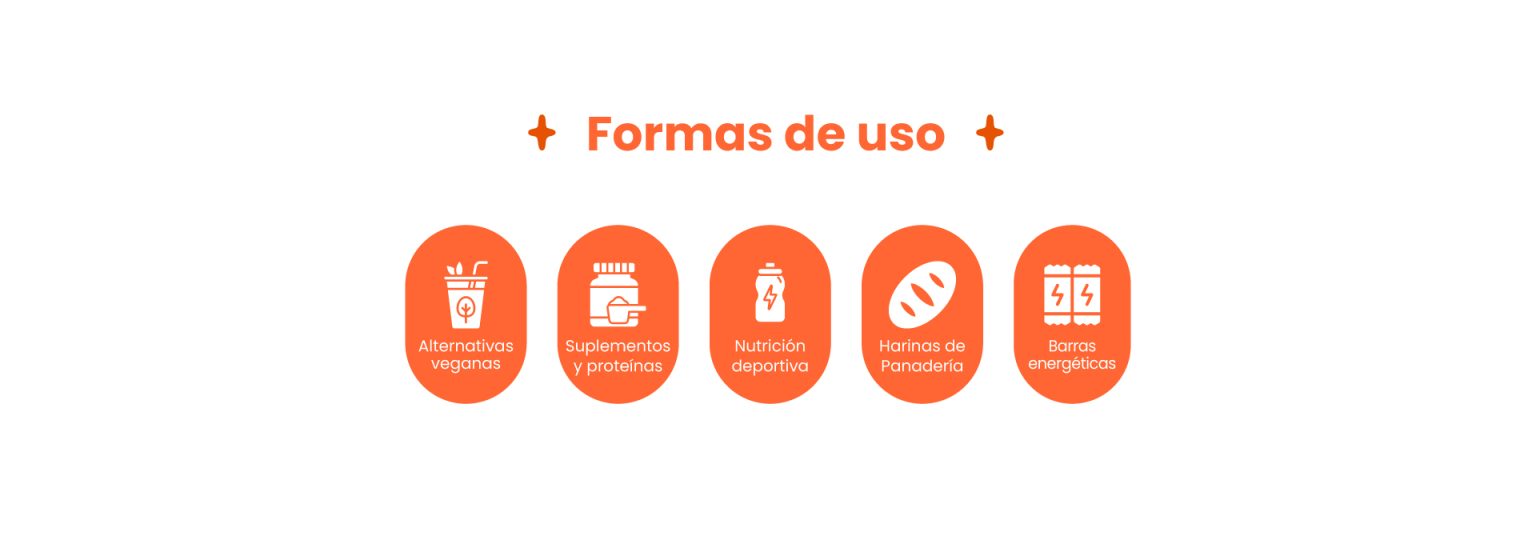 Formas de uso
Alternativas
veganas
Suplementos
y proteínas
Nutrición
deportiva
Harinas de
Panadería
Barras
energéticas